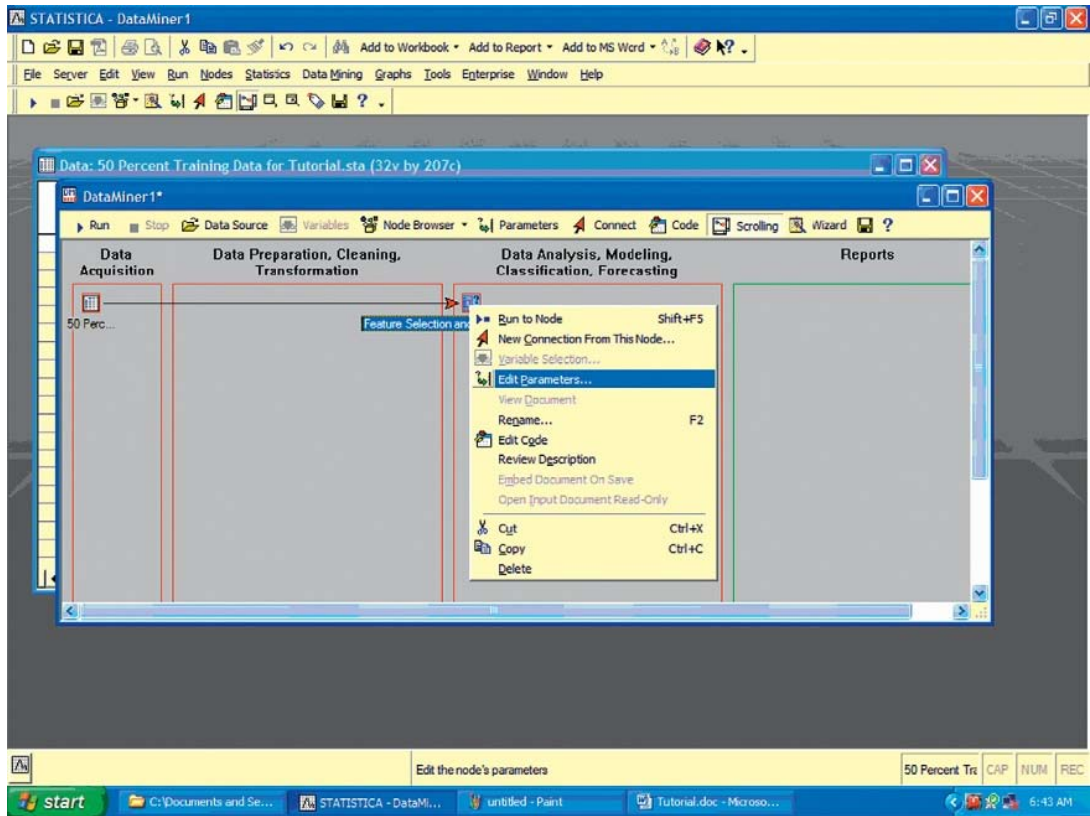 STATISTICA - DataMiner1
Add to Workbook Add to Report Add to MS Word
File Server Edit View Run Nodes Statistics Data Mining Graphs Tools Enterprise Window Help
Data: 50 Percent Training Data for Tutorial.sta (32v by 207c)
DataMiner1*
Run Stop Data Source Variables Node Browser Parameters Connect Code Scrolling Wizard ?
Data Acquisition
Data Preparation, Cleaning, Transformation
Data Analysis, Modeling, Classification, Forecasting
Reports
50 Perc...
Feature Selection and
Run to Node Shift+F5
New Connection From This Node...
Variable Selection...
Edit Parameters...
View Document
Rename... F2
Edit Code
Review Description
Embed Document On Save
Open Input Document Read-Only
Cut Ctrl+X
Copy Ctrl+C
Delete
Edit the node's parameters
50 Percent Tra CAP NUM REC
start C:\Documents and Se... STATISTICA - DataMi... untitled - Paint Tutorial.doc - Microso... 6:43 AM